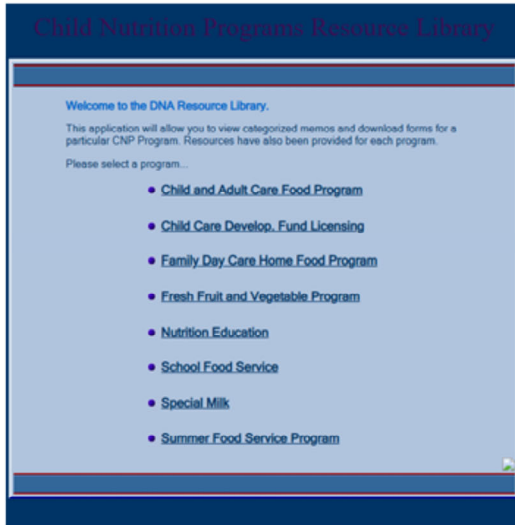 Child Nutrition Programs Resource Library
Welcome to the DNA Resource Library.
This application will allow you to view categorized memos and download forms for a
particular CNP Program. Resources have also been provided for each program.
Please select a program...
Child and Adult Care Food Program
Child Care Develop. Fund Licensing
Family Day Care Home Food Program
Fresh Fruit and Vegetable Program
Nutrition Education
School Food Service
Special Milk
Summer Food Service Program